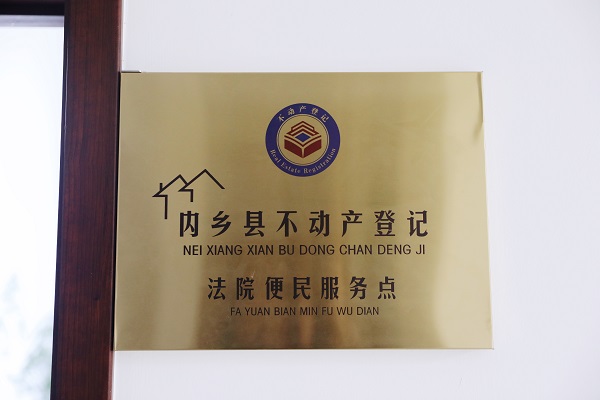 不动产登记
Real Estate Registration
内乡县不动产登记
NEI XIANG XIAN BU DONG CHAN DENG JI
法院便民服务点
FA YUAN BIAN MIN FU WU DIAN